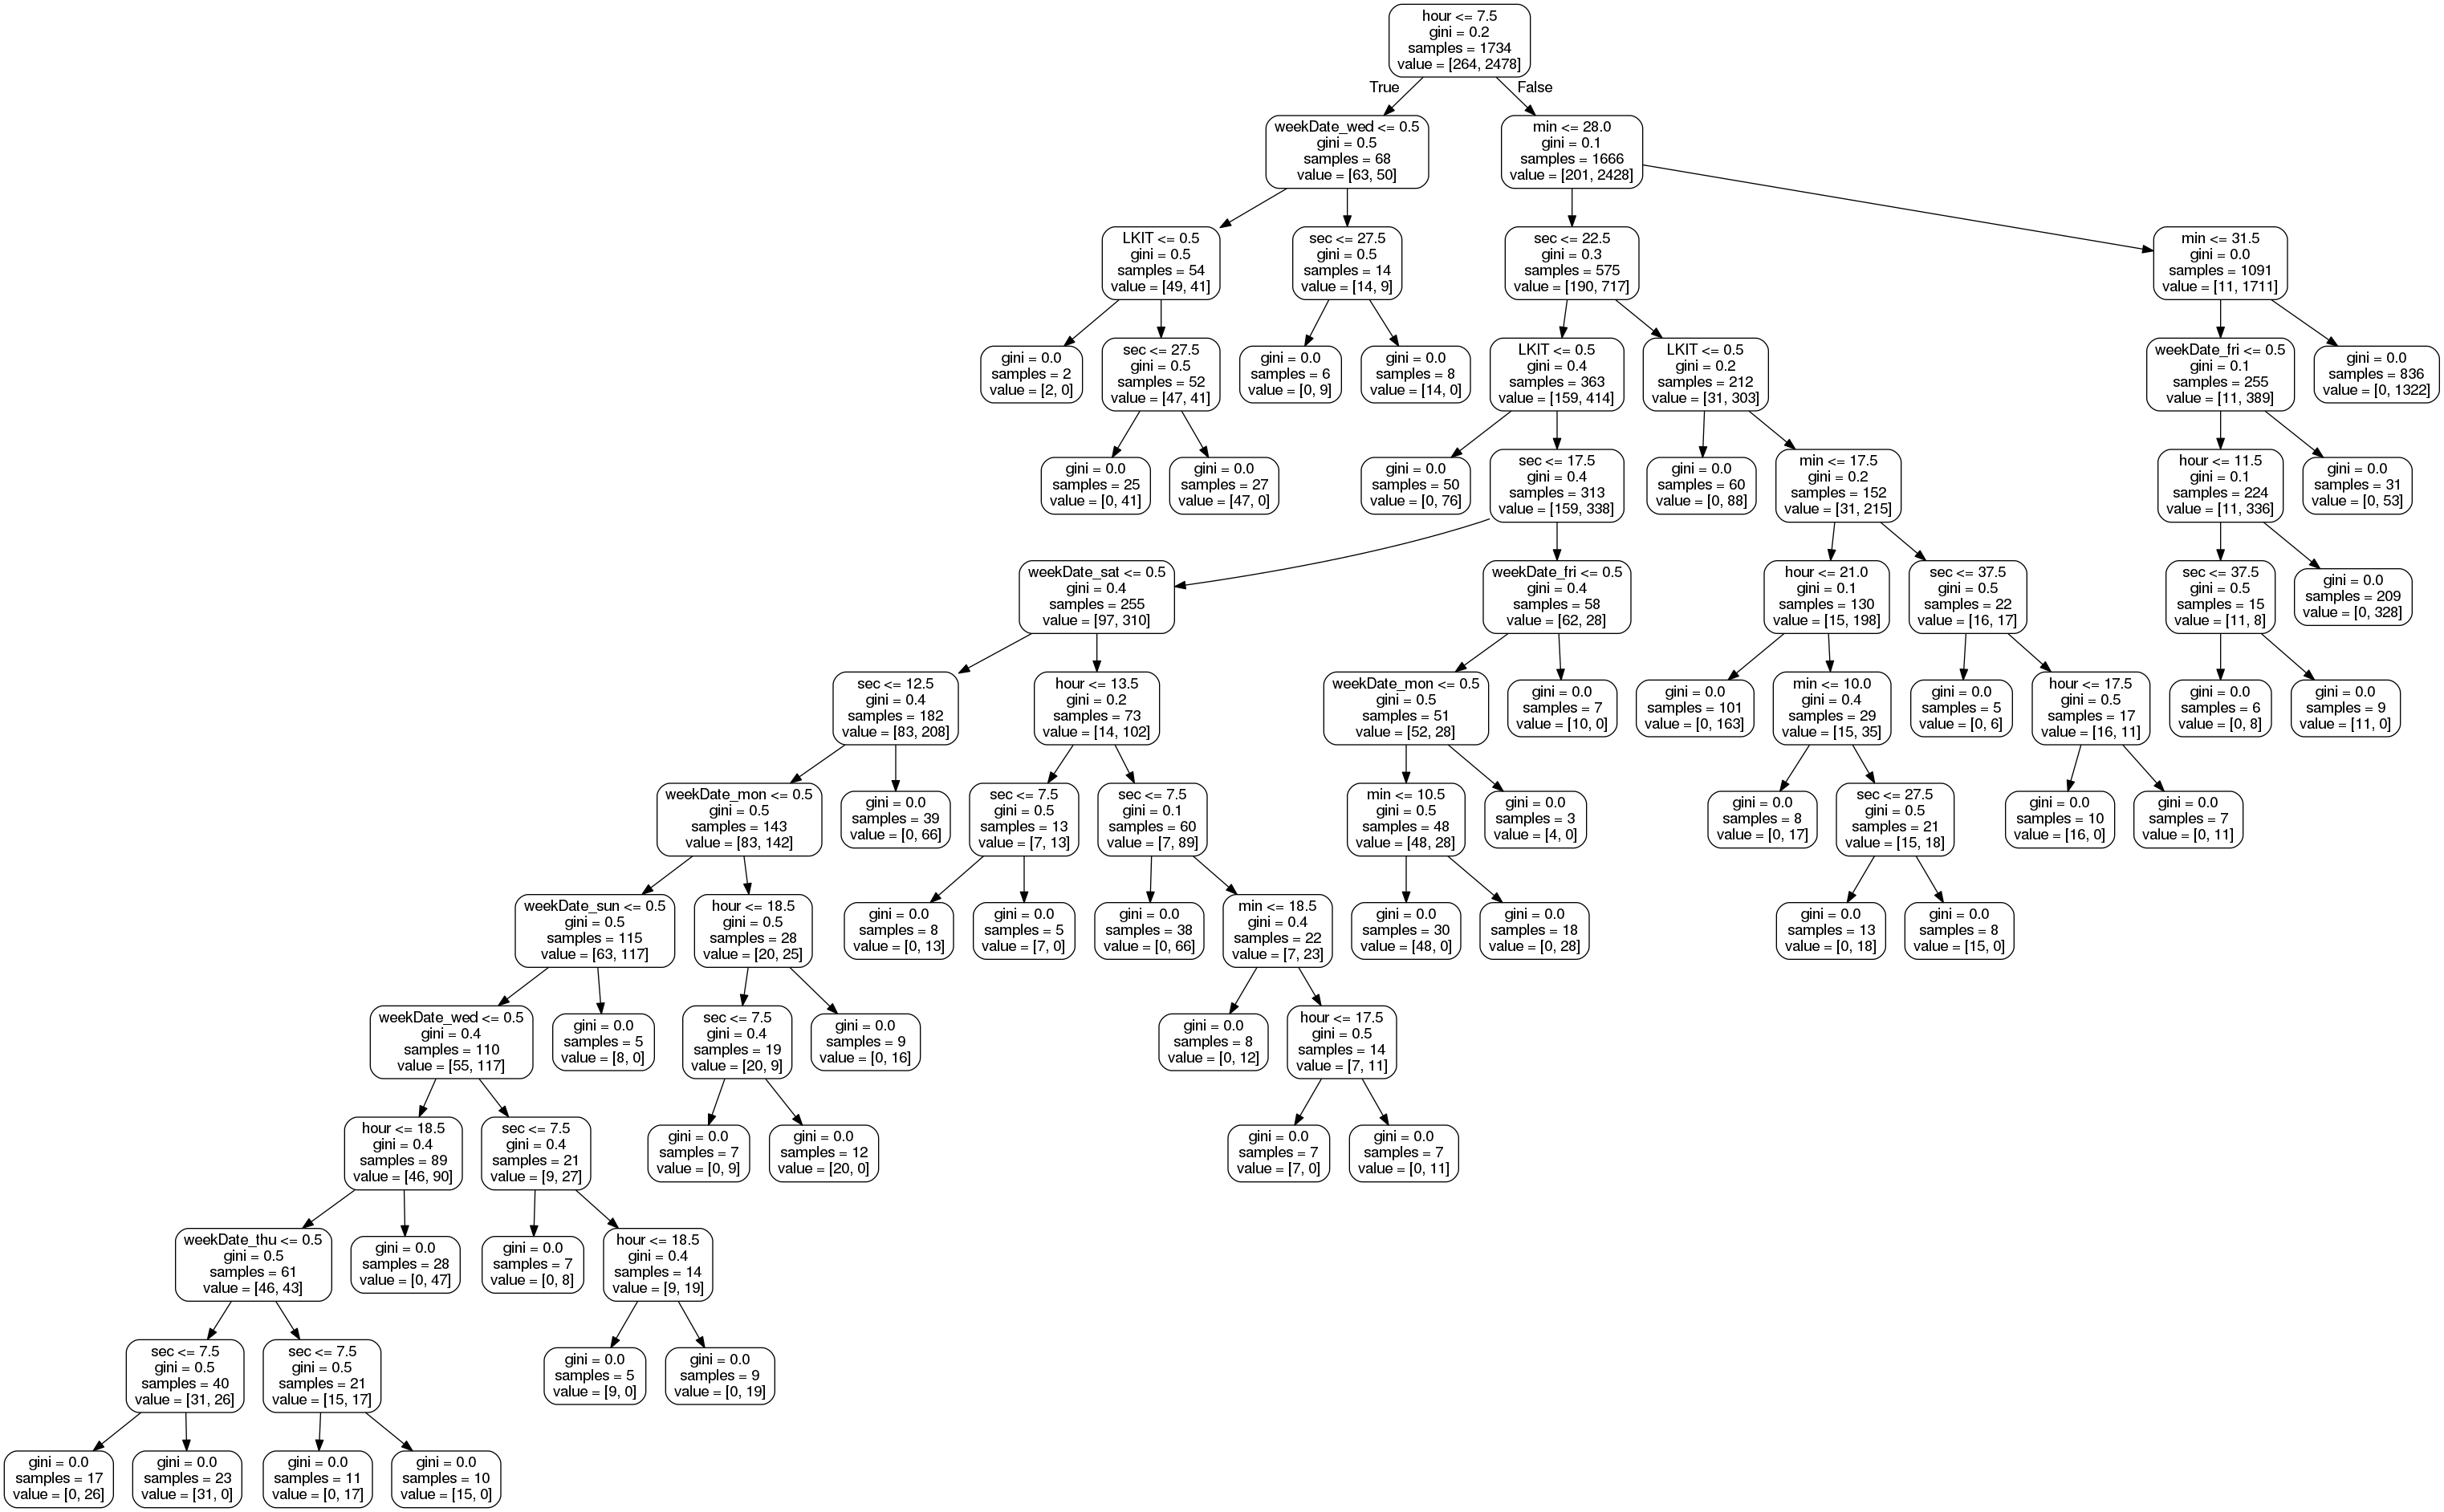 hour <= 7.5
gini = 0.2
samples = 1734
value = [264, 2478]
True
False
weekDate_wed <= 0.5
gini = 0.5
samples = 68
value = [63, 50]
min <= 28.0
gini = 0.1
samples = 1666
value = [201, 2428]
LKIT <= 0.5
gini = 0.5
samples = 54
value = [49, 41]
sec <= 27.5
gini = 0.5
samples = 14
value = [14, 9]
sec <= 22.5
gini = 0.3
samples = 575
value = [190, 717]
min <= 31.5
gini = 0.0
samples = 1091
value = [11, 1711]
gini = 0.0
samples = 2
value = [2, 0]
sec <= 27.5
gini = 0.5
samples = 52
value = [47, 41]
gini = 0.0
samples = 6
value = [0, 9]
gini = 0.0
samples = 8
value = [14, 0]
LKIT <= 0.5
gini = 0.4
samples = 363
value = [159, 414]
LKIT <= 0.5
gini = 0.2
samples = 212
value = [31, 303]
weekDate_fri <= 0.5
gini = 0.1
samples = 255
value = [11, 389]
gini = 0.0
samples = 836
value = [0, 1322]
gini = 0.0
samples = 25
value = [0, 41]
gini = 0.0
samples = 27
value = [47, 0]
gini = 0.0
samples = 50
value = [0, 76]
sec <= 17.5
gini = 0.4
samples = 313
value = [159, 338]
gini = 0.0
samples = 60
value = [0, 88]
min <= 17.5
gini = 0.2
samples = 152
value = [31, 215]
hour <= 11.5
gini = 0.1
samples = 224
value = [11, 336]
gini = 0.0
samples = 31
value = [0, 53]
weekDate_sat <= 0.5
gini = 0.4
samples = 255
value = [97, 310]
weekDate_fri <= 0.5
gini = 0.4
samples = 58
value = [62, 28]
hour <= 21.0
gini = 0.1
samples = 130
value = [15, 198]
sec <= 37.5
gini = 0.5
samples = 22
value = [16, 17]
sec <= 37.5
gini = 0.5
samples = 15
value = [11, 8]
gini = 0.0
samples = 209
value = [0, 328]
sec <= 12.5
gini = 0.4
samples = 182
value = [83, 208]
hour <= 13.5
gini = 0.2
samples = 73
value = [14, 102]
weekDate_mon <= 0.5
gini = 0.5
samples = 51
value = [52, 28]
gini = 0.0
samples = 7
value = [10, 0]
gini = 0.0
samples = 101
value = [0, 163]
min <= 10.0
gini = 0.4
samples = 29
value = [15, 35]
gini = 0.0
samples = 5
value = [0, 6]
hour <= 17.5
gini = 0.5
samples = 17
value = [16, 11]
gini = 0.0
samples = 6
value = [0, 8]
gini = 0.0
samples = 9
value = [11, 0]
weekDate_mon <= 0.5
gini = 0.5
samples = 143
value = [83, 142]
gini = 0.0
samples = 39
value = [0, 66]
sec <= 7.5
gini = 0.5
samples = 13
value = [7, 13]
sec <= 7.5
gini = 0.1
samples = 60
value = [7, 89]
min <= 10.5
gini = 0.5
samples = 48
value = [48, 28]
gini = 0.0
samples = 3
value = [4, 0]
gini = 0.0
samples = 8
value = [0, 17]
sec <= 27.5
gini = 0.5
samples = 21
value = [15, 18]
gini = 0.0
samples = 10
value = [16, 0]
gini = 0.0
samples = 7
value = [0, 11]
weekDate_sun <= 0.5
gini = 0.5
samples = 115
value = [63, 117]
hour <= 18.5
gini = 0.5
samples = 28
value = [20, 25]
gini = 0.0
samples = 8
value = [0, 13]
gini = 0.0
samples = 5
value = [7, 0]
gini = 0.0
samples = 38
value = [0, 66]
min <= 18.5
gini = 0.4
samples = 22
value = [7, 23]
gini = 0.0
samples = 30
value = [48, 0]
gini = 0.0
samples = 18
value = [0, 28]
gini = 0.0
samples = 13
value = [0, 18]
gini = 0.0
samples = 8
value = [15, 0]
weekDate_wed <= 0.5
gini = 0.4
samples = 110
value = [55, 117]
gini = 0.0
samples = 5
value = [8, 0]
sec <= 7.5
gini = 0.4
samples = 19
value = [20, 9]
gini = 0.0
samples = 9
value = [0, 16]
gini = 0.0
samples = 8
value = [0, 12]
hour <= 17.5
gini = 0.5
samples = 14
value = [7, 11]
hour <= 18.5
gini = 0.4
samples = 89
value = [46, 90]
sec <= 7.5
gini = 0.4
samples = 21
value = [9, 27]
gini = 0.0
samples = 7
value = [0, 9]
gini = 0.0
samples = 12
value = [20, 0]
gini = 0.0
samples = 7
value = [7, 0]
gini = 0.0
samples = 7
value = [0, 11]
weekDate_thu <= 0.5
gini = 0.5
samples = 61
value = [46, 43]
gini = 0.0
samples = 28
value = [0, 47]
gini = 0.0
samples = 7
value = [0, 8]
hour <= 18.5
gini = 0.4
samples = 14
value = [9, 19]
sec <= 7.5
gini = 0.5
samples = 40
value = [31, 26]
sec <= 7.5
gini = 0.5
samples = 21
value = [15, 17]
gini = 0.0
samples = 5
value = [9, 0]
gini = 0.0
samples = 9
value = [0, 19]
gini = 0.0
samples = 17
value = [0, 26]
gini = 0.0
samples = 23
value = [31, 0]
gini = 0.0
samples = 11
value = [0, 17]
gini = 0.0
samples = 10
value = [15, 0]